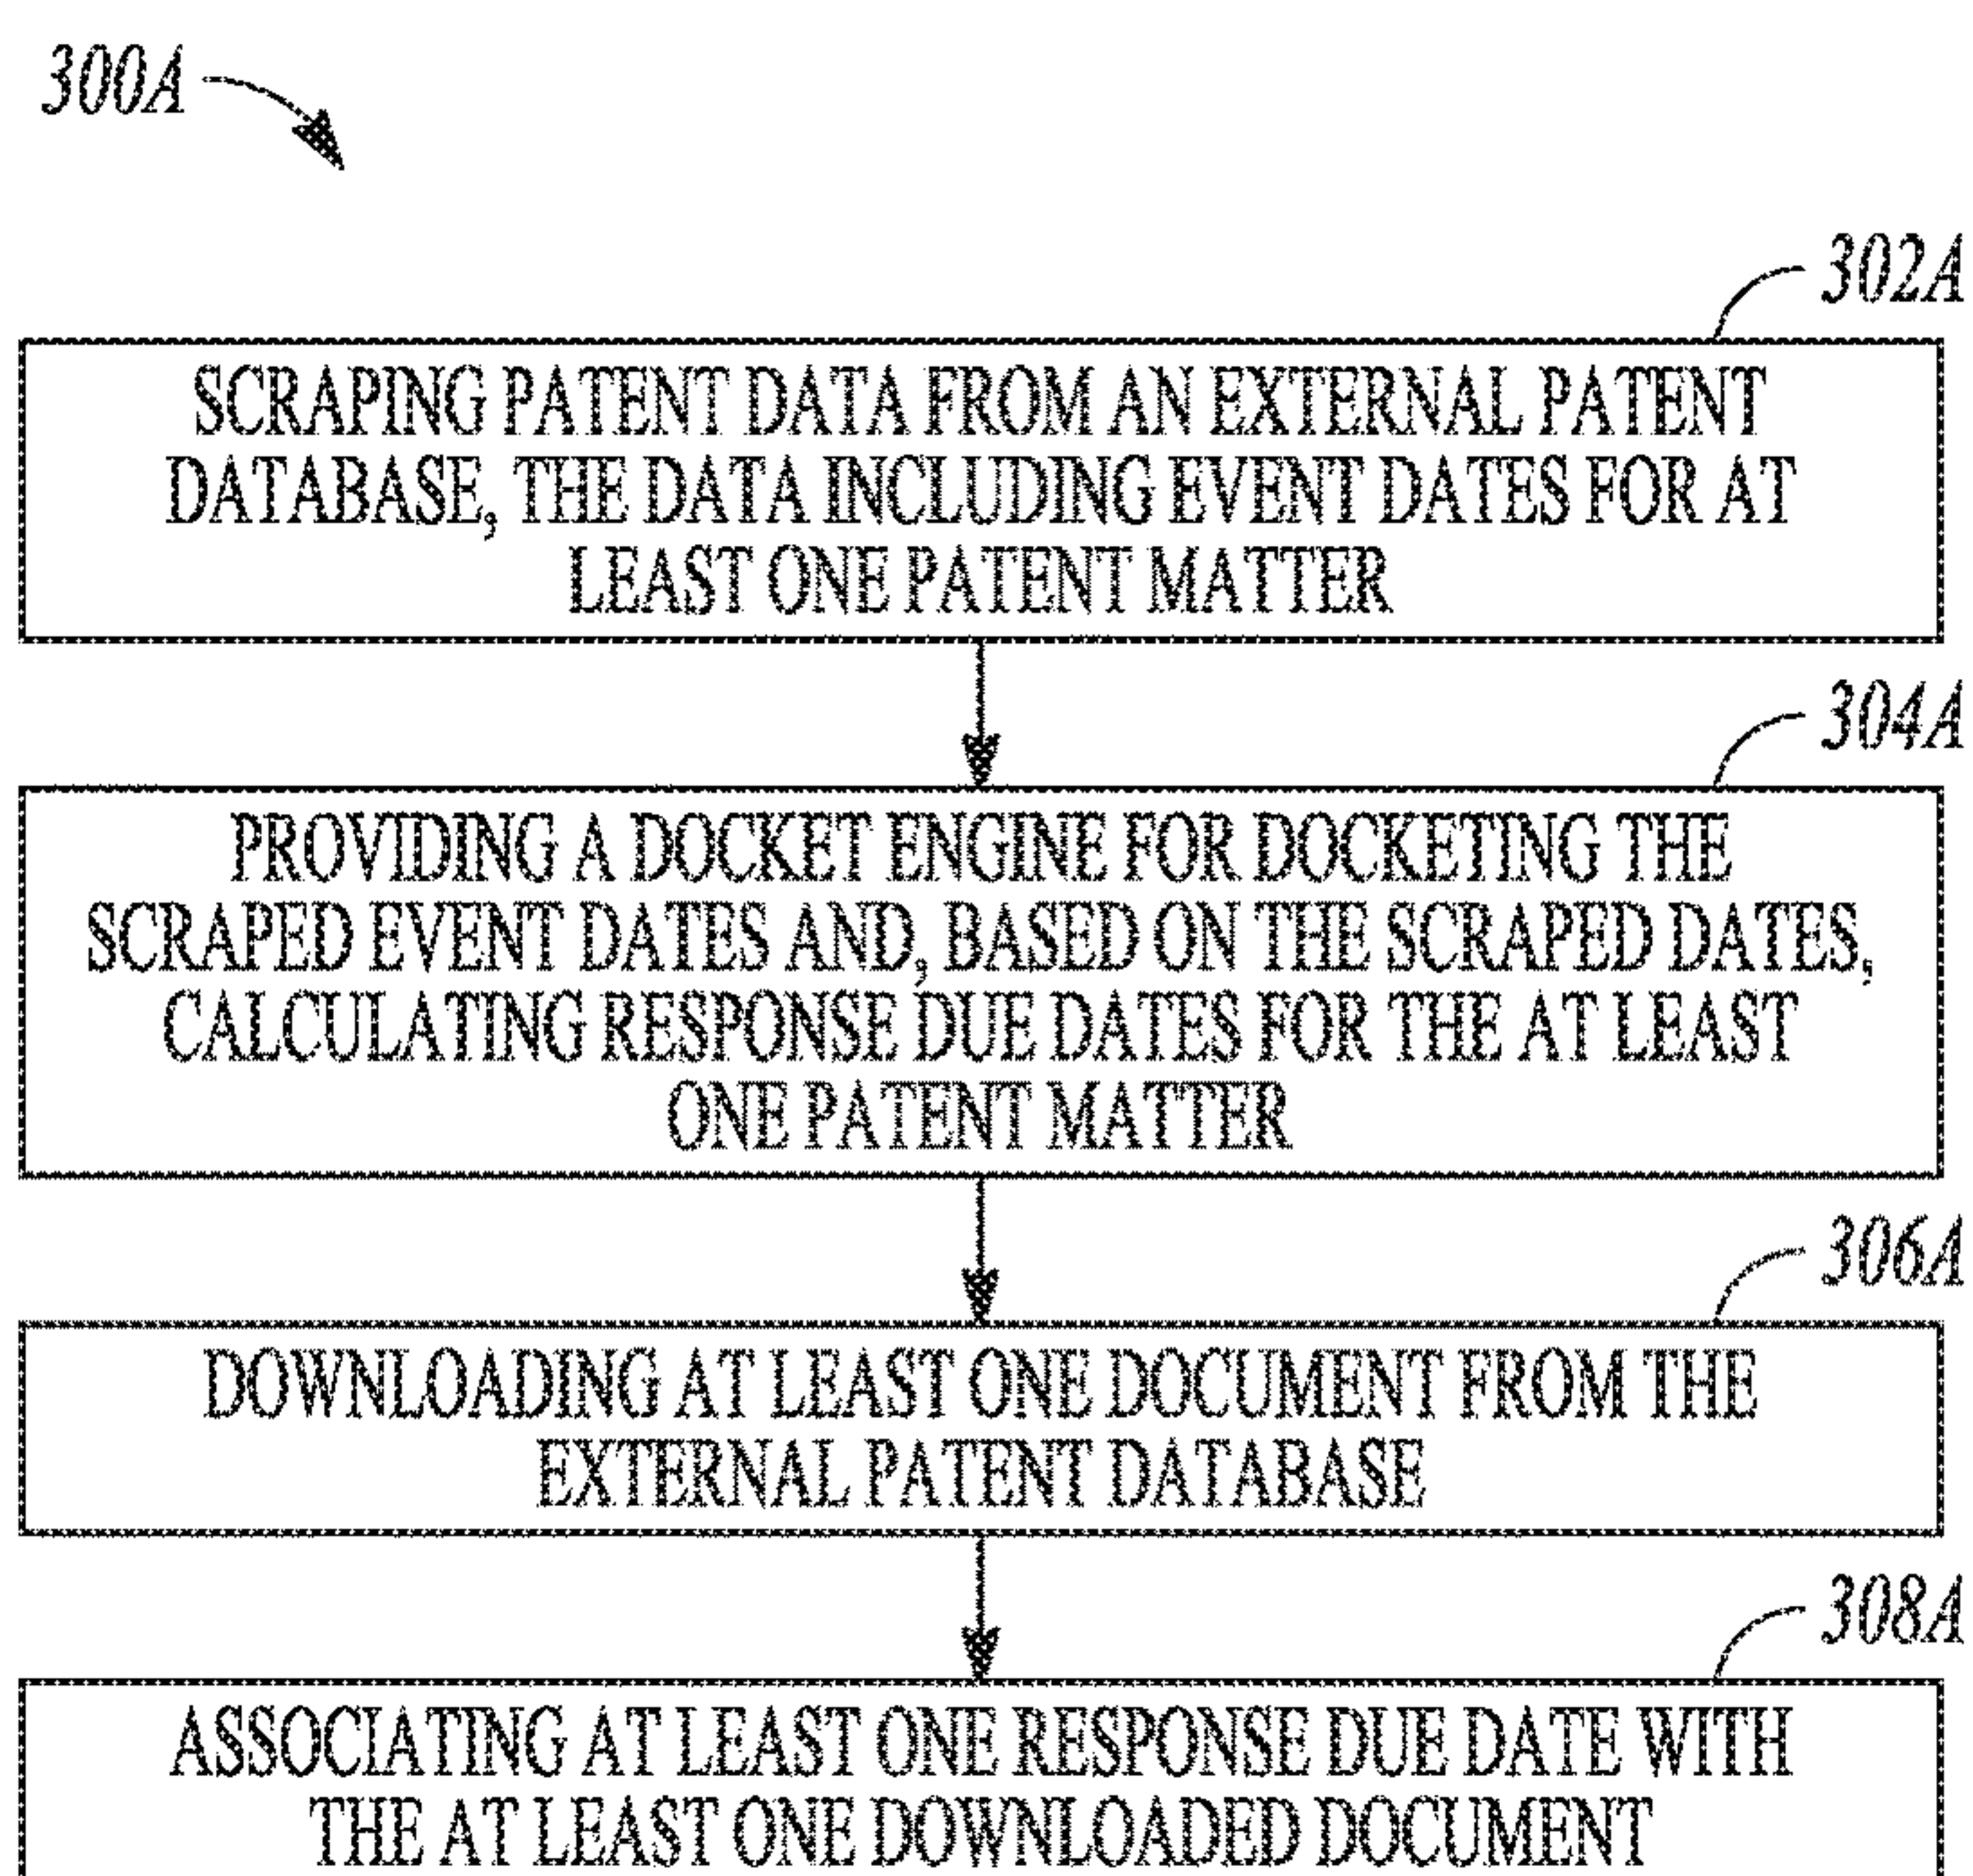 300A
302A
SCRAPING PATENT DATA FROM AN EXTERNAL PATENT
DATABASE, THE DATA INCLUDING EVENT DATES FOR AT
LEAST ONE PATENT MATTER
304A
PROVIDING A DOCKET ENGINE FOR DOCKETING THE
SCRAPED EVENT DATES AND, BASED ON THE SCRAPED DATES,
CALCULATING RESPONSE DUE DATES FOR THE AT LEAST
ONE PATENT MATTER
306A
DOWNLOADING AT LEAST ONE DOCUMENT FROM THE
EXTERNAL PATENT DATABASE
308A
ASSOCIATING AT LEAST ONE RESPONSE DUE DATE WITH
THE AT LEAST ONE DOWNLOADED DOCUMENT